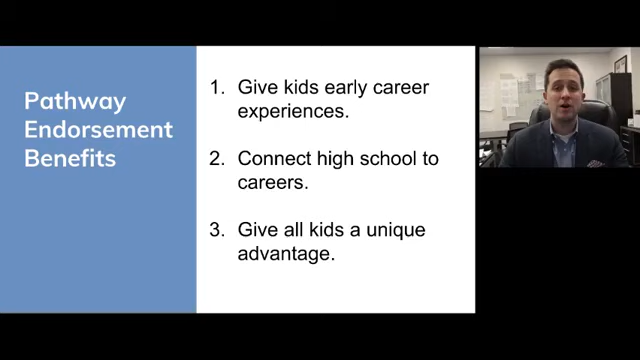 Pathway
Endorsement
Benefits
1. Give kids early career
experiences.
2. Connect high school to
careers.
3. Give all kids a unique
advantage.